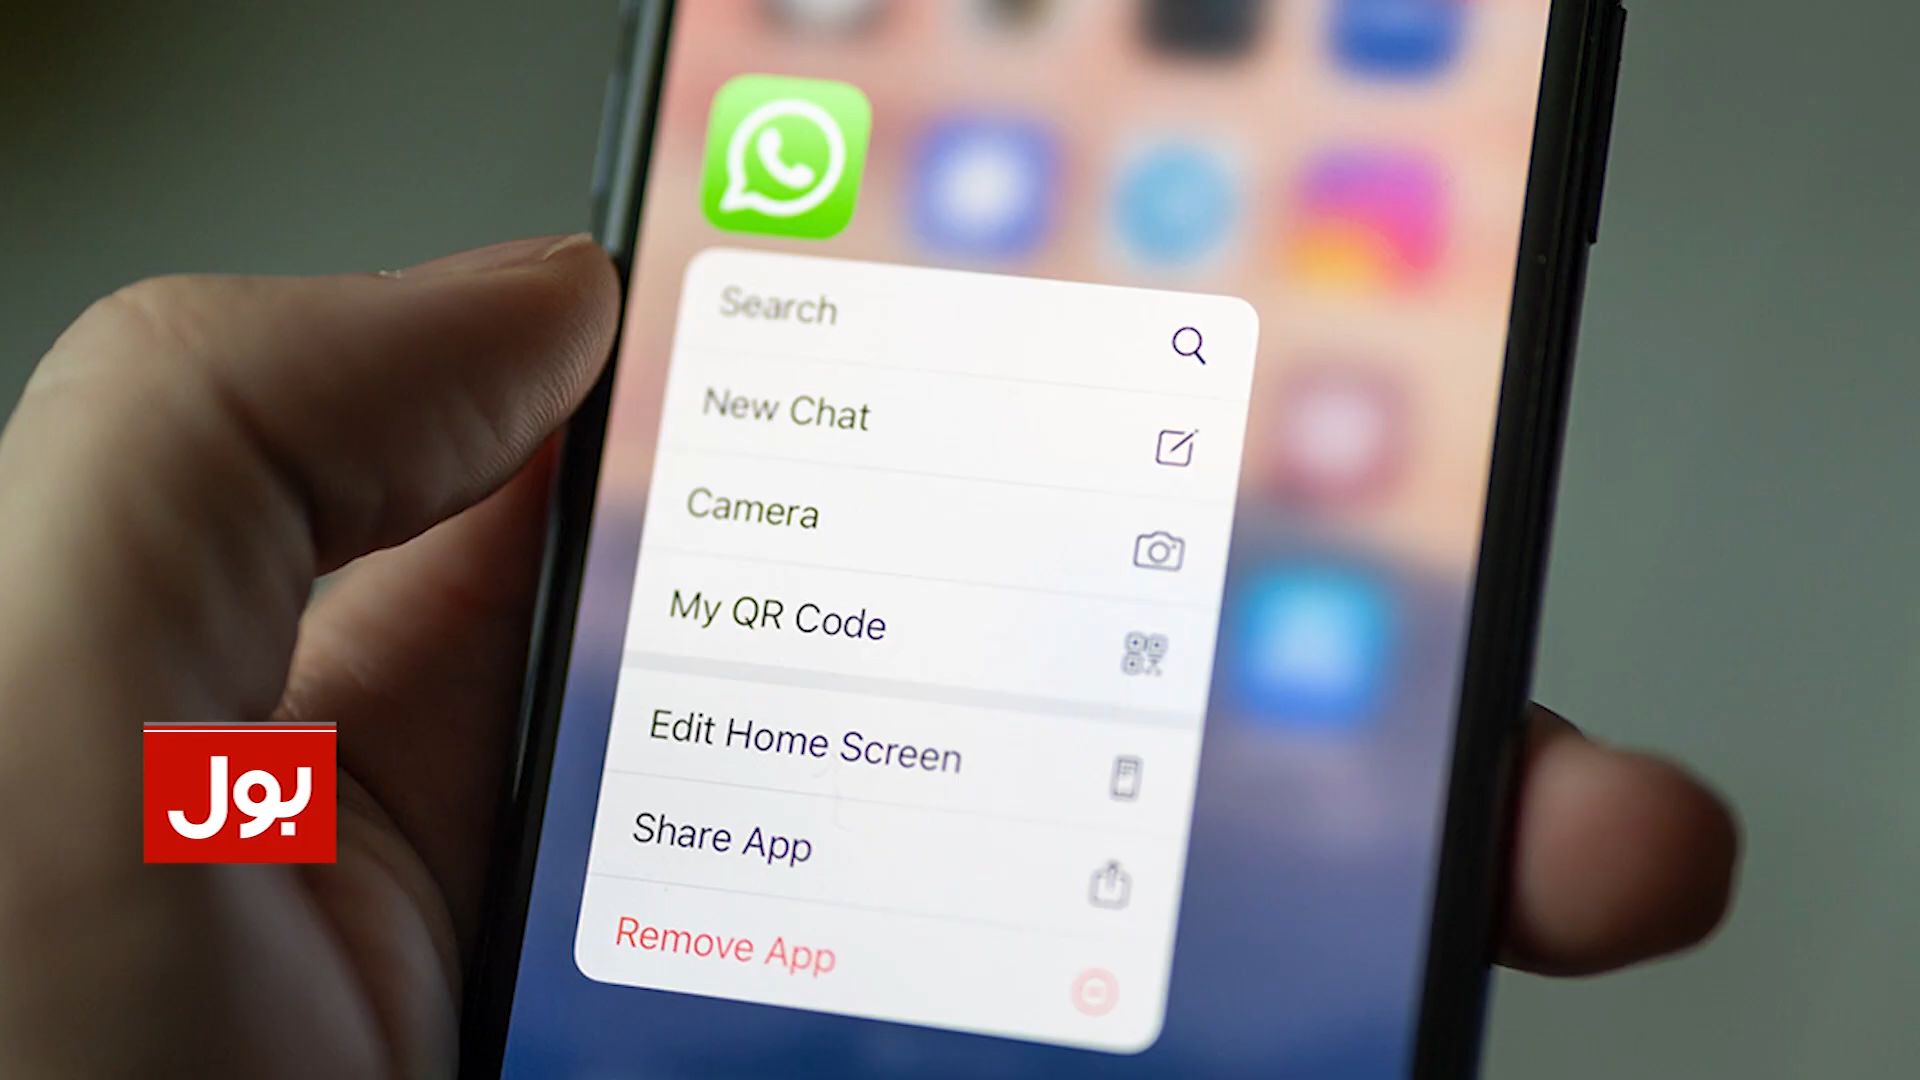 Search
New Chat
Camera
My QR Code
Edit Home Screen
Share App
Remove App
بول